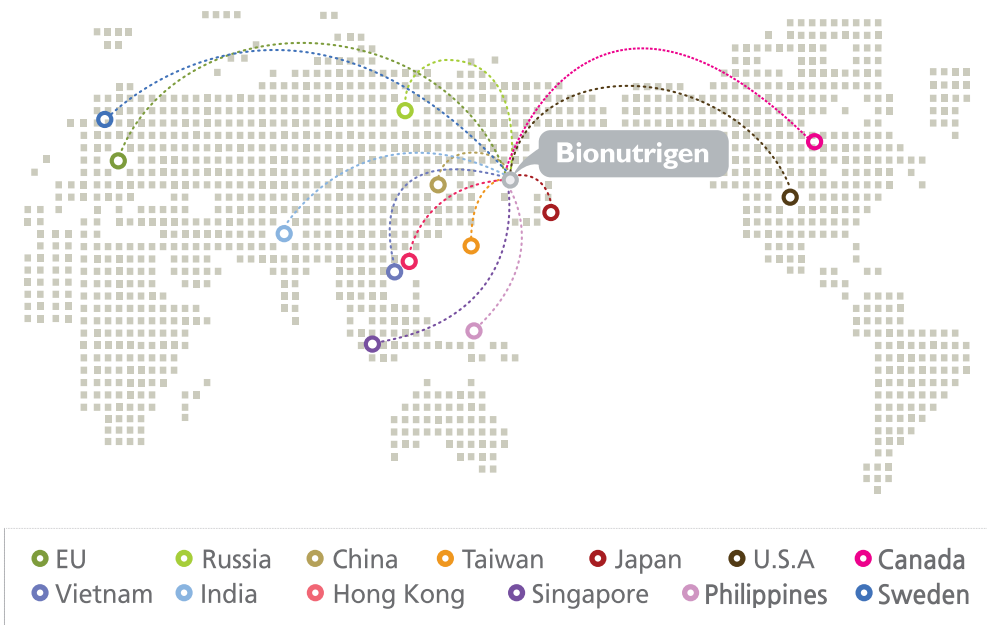 Bionutrigen
EU Russia China Taiwan Japan U.S.A Canada
Vietnam India Hong Kong Singapore Philippines Sweden